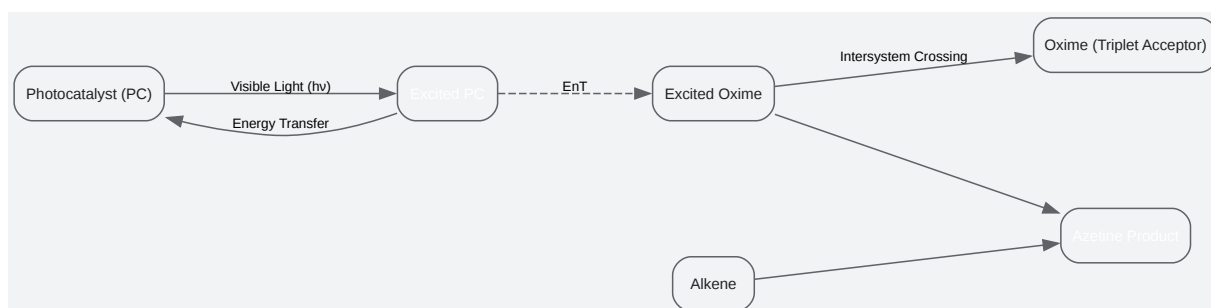 Photocatalyst (PC)
Visible Light (hν)
Energy Transfer
Excited PC
EnT
Excited Oxime
Intersystem Crossing
Oxime (Triplet Acceptor)
Azetine Product
Alkene